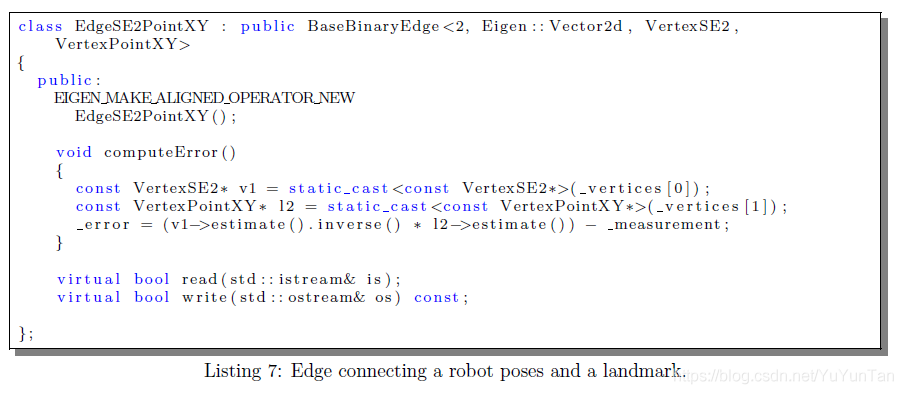 class EdgeSE2PointXY : public BaseBinaryEdge<2, Eigen::Vector2d, VertexSE2,
VertexPointXY>
{
public:
EIGEN_MAKE_ALIGNED_OPERATOR_NEW
EdgeSE2PointXY();
void computeError()
{
const VertexSE2* v1 = static_cast<const VertexSE2*>(_vertices[0]);
const VertexPointXY* l2 = static_cast<const VertexPointXY*>(_vertices[1]);
_error = (v1->estimate().inverse() * l2->estimate()) - _measurement;
}
virtual bool read(std::istream& is);
virtual bool write(std::ostream& os) const;
};
Listing 7: Edge connecting a robot poses and a landmark.
https://blog.csdn.net/YuYunTan